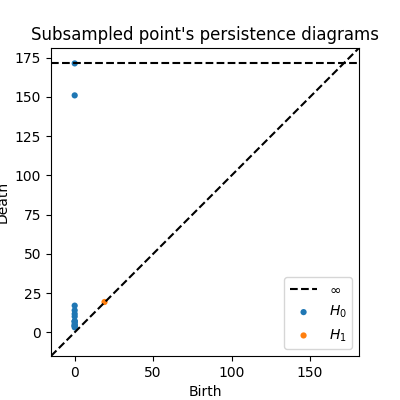 Subsampled point's persistence diagrams
175
150
125
100
75
50
25
0
Death
0
50
100
150
Birth
∞
H₀
H₁